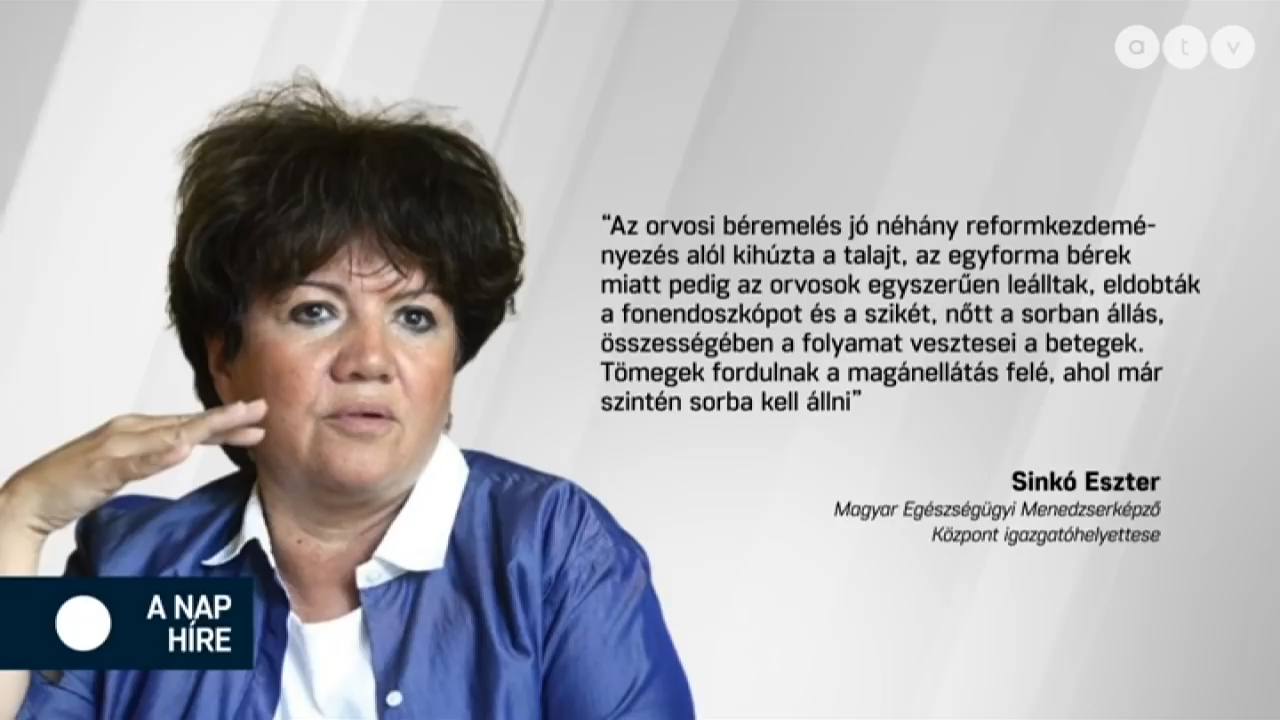 a t v
“Az orvosi béremelés jó néhány reformkezdemé-
nyezés alól kihúzta a talajt, az egyforma bérek
miatt pedig az orvosok egyszerűen leálltak, eldobták
a fonendoszkópot és a szikét, nőtt a sorban állás,
összességében a folyamat vesztesei a betegek.
Tömegek fordulnak a magánellátás felé, ahol már
szintén sorba kell állni”
Sinkó Eszter
Magyar Egészségügyi Menedzserképző
Központ igazgatóhelyettese
A NAP
HÍRE